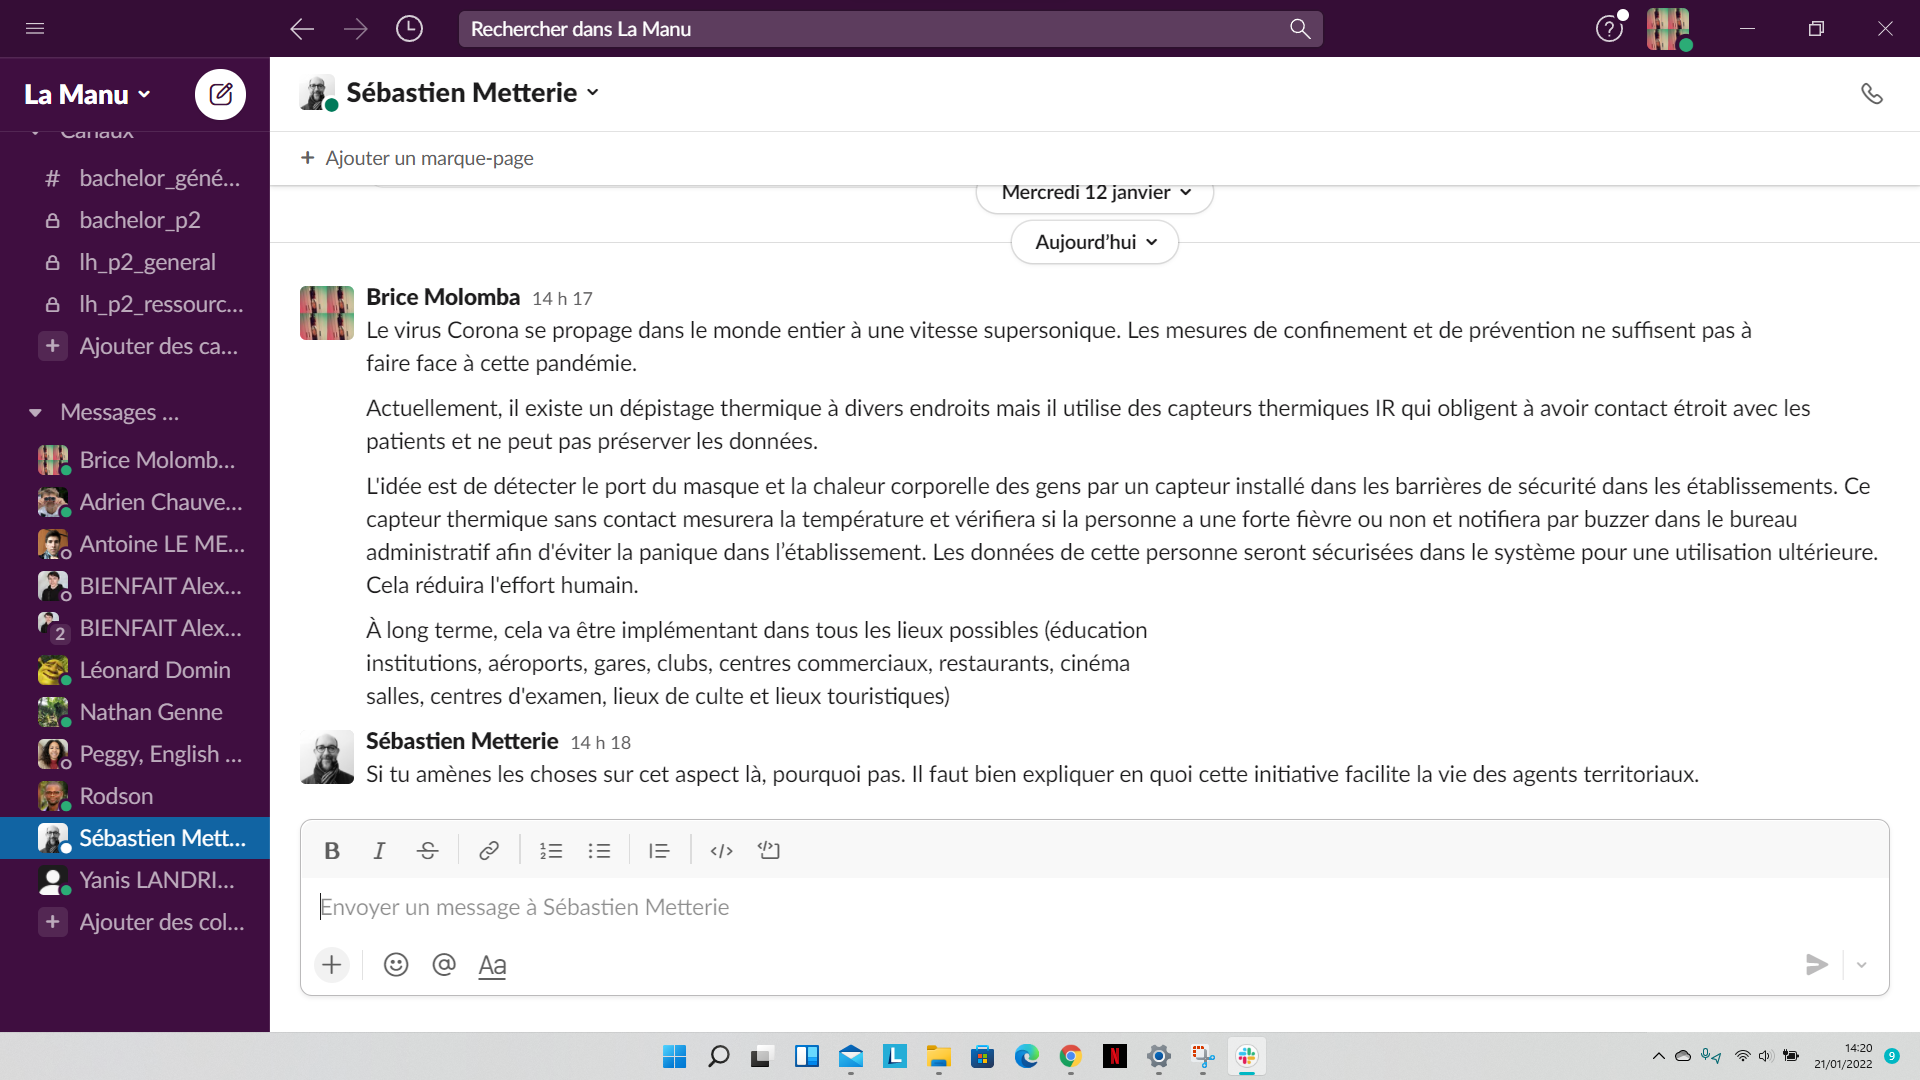 Rechercher dans La Manu
La Manu
Canaux
# bachelor_géné...
bachelor_p2
lh_p2_general
lh_p2_ressourc...
+ Ajouter des ca...
Messages ...
Brice Molomb...
Adrien Chauve...
Antoine LE ME...
BIENFAIT Alex...
2 BIENFAIT Alex...
Léonard Domin
Nathan Genne
Peggy, English ...
Rodson
Sébastien Mett...
Yanis LANDRI...
+ Ajouter des col...
Sébastien Metterie
+ Ajouter un marque-page
Mercredi 12 janvier
Aujourd’hui
Brice Molomba 14 h 17
Le virus Corona se propage dans le monde entier à une vitesse supersonique. Les mesures de confinement et de prévention ne suffisent pas à
faire face à cette pandémie.
Actuellement, il existe un dépistage thermique à divers endroits mais il utilise des capteurs thermiques IR qui obligent à avoir contact étroit avec les
patients et ne peut pas préserver les données.
L'idée est de détecter le port du masque et la chaleur corporelle des gens par un capteur installé dans les barrières de sécurité dans les établissements. Ce
capteur thermique sans contact mesurera la température et vérifiera si la personne a une forte fièvre ou non et notifiera par buzzer dans le bureau
administratif afin d'éviter la panique dans l’établissement. Les données de cette personne seront sécurisées dans le système pour une utilisation ultérieure.
Cela réduira l'effort humain.
À long terme, cela va être implémentant dans tous les lieux possibles (éducation
institutions, aéroports, gares, clubs, centres commerciaux, restaurants, cinéma
salles, centres d'examen, lieux de culte et lieux touristiques)
Sébastien Metterie 14 h 18
Si tu amènes les choses sur cet aspect là, pourquoi pas. Il faut bien expliquer en quoi cette initiative facilite la vie des agents territoriaux.
B I S
Envoyer un message à Sébastien Metterie
+ @ Aa
L N
14:20
21/01/2022
9